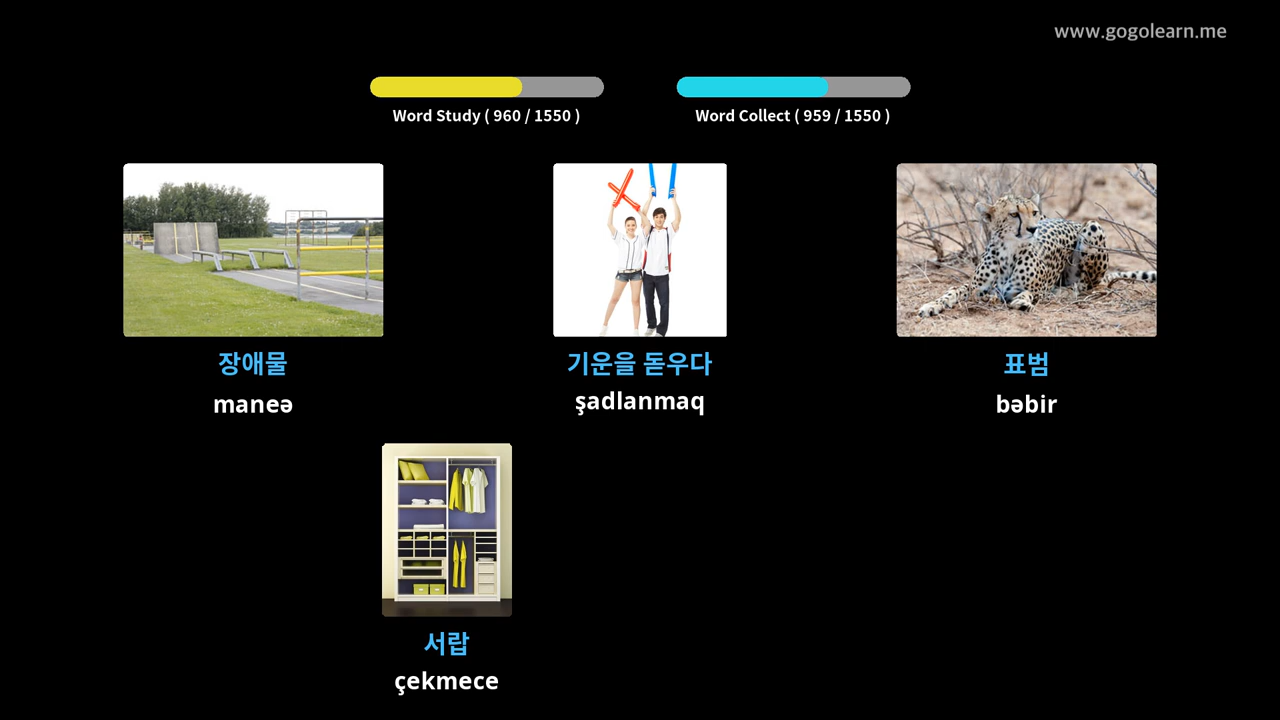 www.gogolearn.me
Word Study ( 960 / 1550 )
Word Collect ( 959 / 1550 )
장애물
maneə
기운을 돋우다
şadlanmaq
표범
bəbir
서랍
çekmece